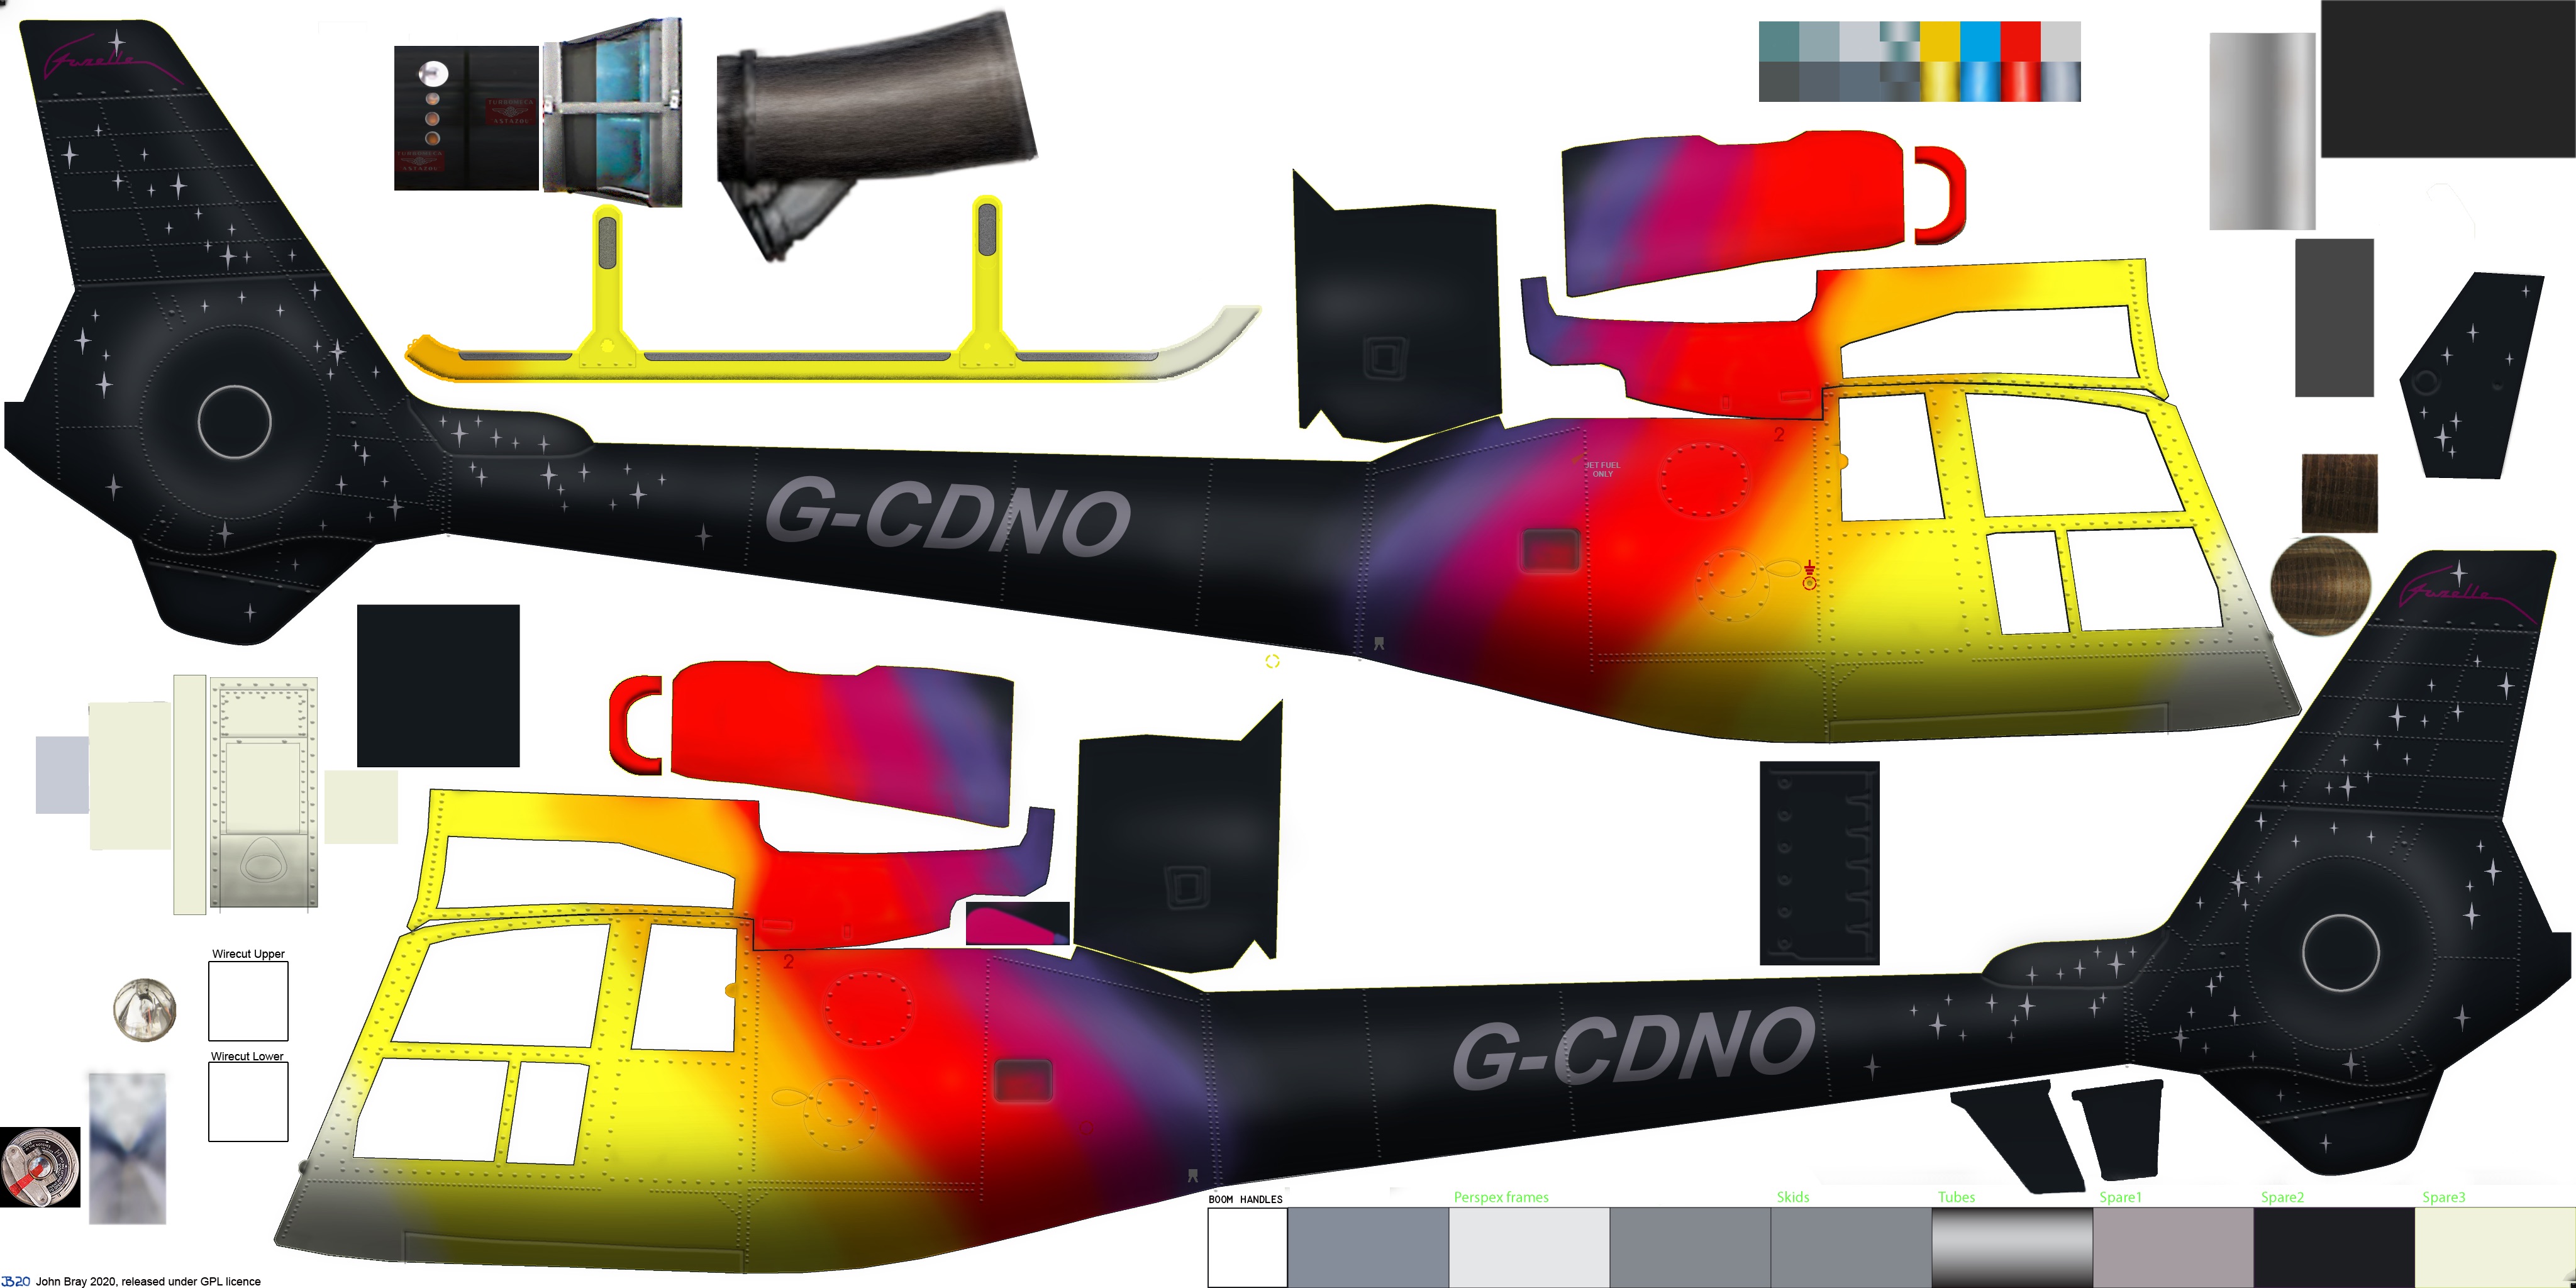 Gazelle
TURBOMECA
ASTAZOU
TURBOMECA
ASTAZOU
2
JET FUEL
ONLY
G-CDNO
Gazelle
2
Wirecut Upper
G-CDNO
Wirecut Lower
BOOM HANDLES
Perspex frames
Skids
Tubes
Spare1
Spare2
Spare3
JB20 John Bray 2020, released under GPL licence